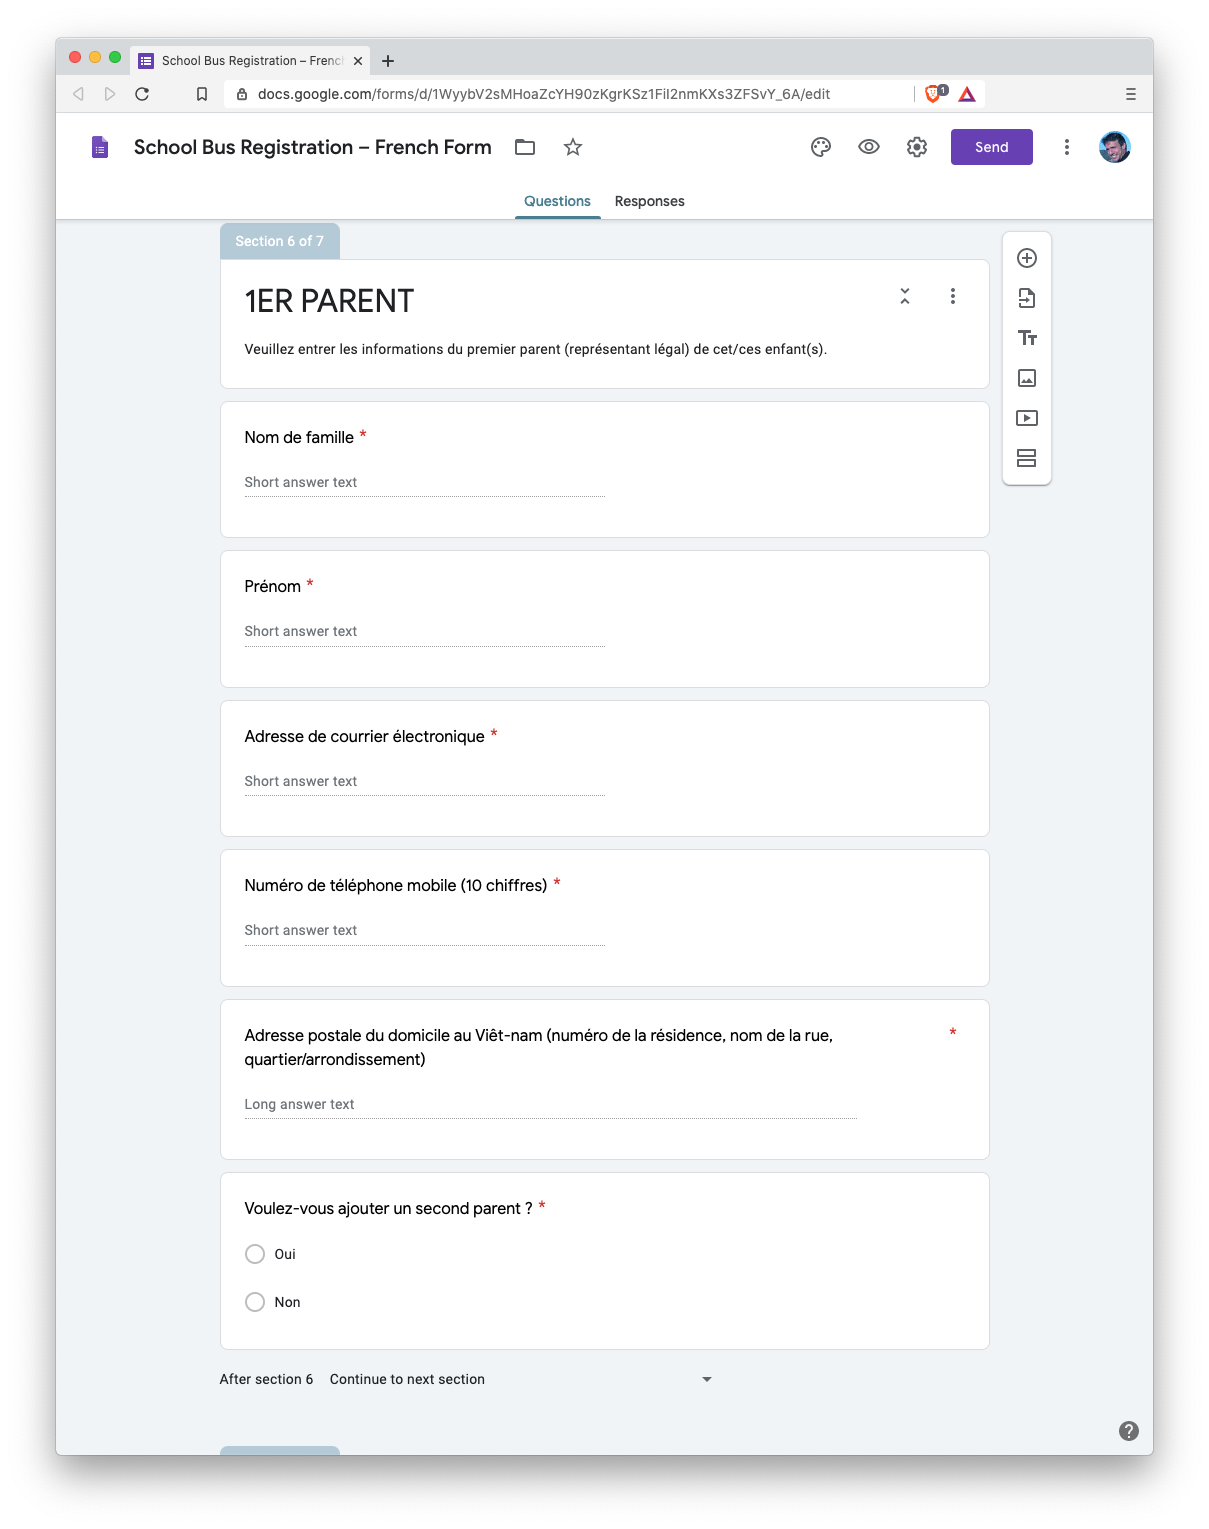 School Bus Registration – Frenc
docs.google.com/forms/d/1WyybV2sMHoaZcYH90zKgrKSz1FiI2nmKXs3ZFSvY_6A/edit
1
School Bus Registration – French Form
Send
Questions
Responses
Section 6 of 7
1ER PARENT
Veuillez entrer les informations du premier parent (représentant légal) de cet/ces enfant(s).
Nom de famille *
Short answer text
Prénom *
Short answer text
Adresse de courrier électronique *
Short answer text
Numéro de téléphone mobile (10 chiffres) *
Short answer text
Adresse postale du domicile au Viêt-nam (numéro de la résidence, nom de la rue, *
quartier/arrondissement)
Long answer text
Voulez-vous ajouter un second parent ? *
Oui
Non
After section 6 Continue to next section